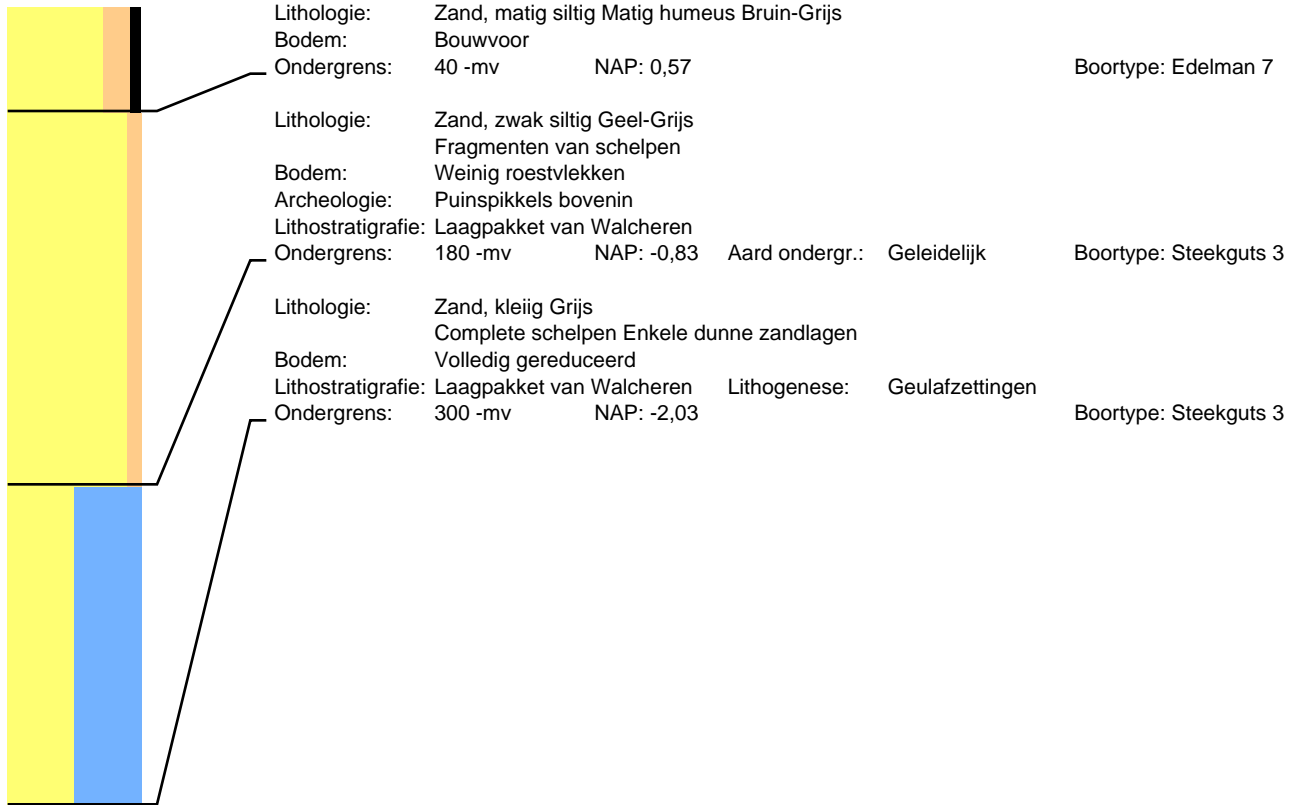 Lithologie: Zand, matig siltig Matig humeus Bruin-Grijs
Bodem: Bouwvoor
Ondergrens: 40 -mv NAP: 0,57 Boortype: Edelman 7
Lithologie: Zand, zwak siltig Geel-Grijs
Fragmenten van schelpen
Bodem: Weinig roestvlekken
Archeologie: Puinspikkels bovenin
Lithostratigrafie: Laagpakket van Walcheren
Ondergrens: 180 -mv NAP: -0,83 Aard ondergr.: Geleidelijk Boortype: Steekguts 3
Lithologie: Zand, kleiig Grijs
Complete schelpen Enkele dunne zandlagen
Bodem: Volledig gereduceerd
Lithostratigrafie: Laagpakket van Walcheren Lithogenese: Geulafzettingen
Ondergrens: 300 -mv NAP: -2,03 Boortype: Steekguts 3